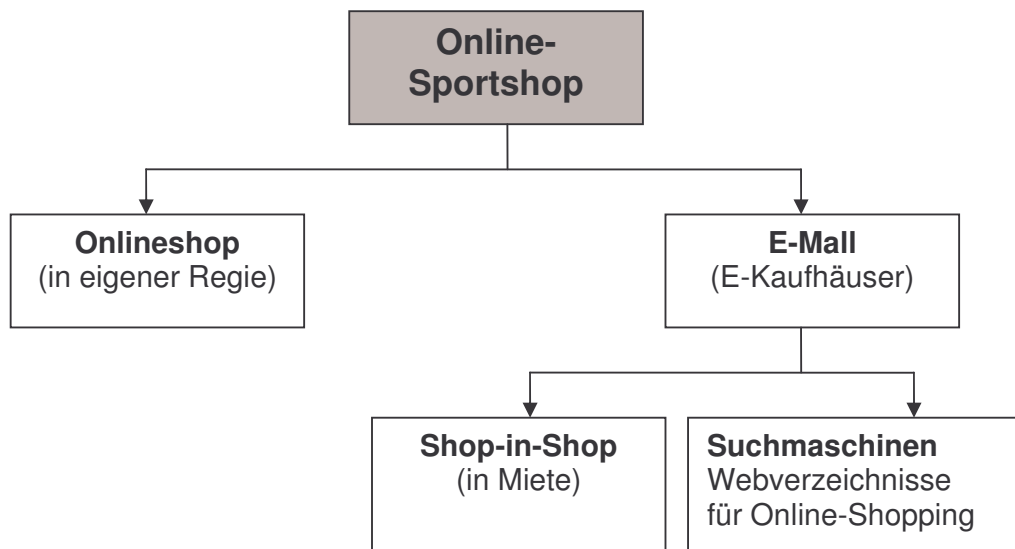 Online-
Sportshop
Onlineshop
(in eigener Regie)
E-Mall
(E-Kaufhäuser)
Shop-in-Shop
(in Miete)
Suchmaschinen
Webverzeichnisse
für Online-Shopping